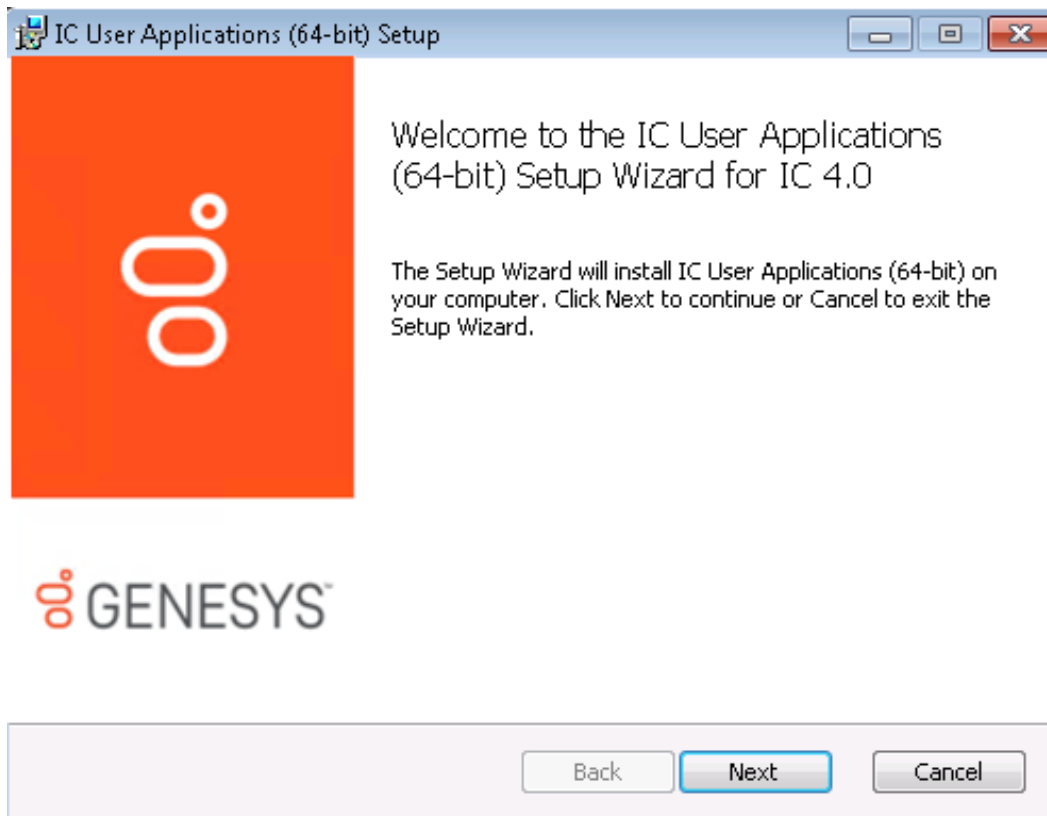 IC User Applications (64-bit) Setup
Welcome to the IC User Applications
(64-bit) Setup Wizard for IC 4.0
The Setup Wizard will install IC User Applications (64-bit) on
your computer. Click Next to continue or Cancel to exit the
Setup Wizard.
GENESYS™
Back
Next
Cancel